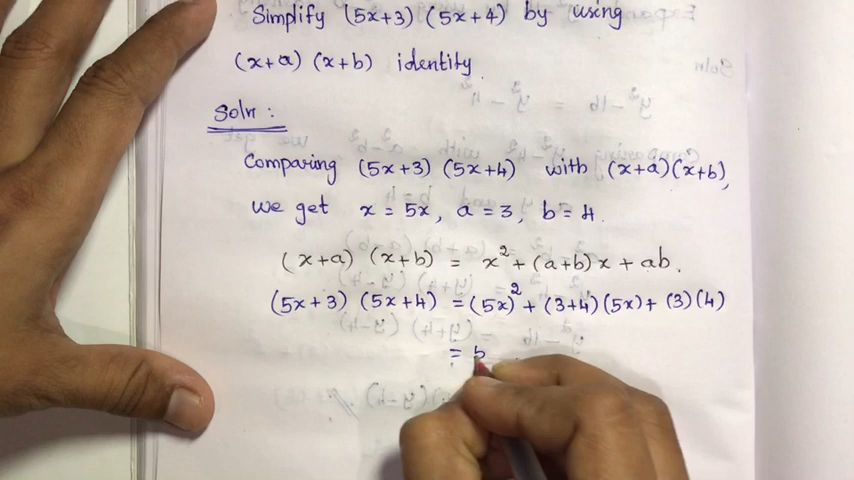 Simplify (5x+3) (5x+4) by using
(x+a) (x+b) identity.
Soln :
Comparing (5x+3) (5x+4) with (x+a)(x+b),
we get x = 5x, a = 3, b = 4.
(x+a) (x+b) = x² + (a+b) x + ab.
(5x+3) (5x+4) = (5x)² + (3+4) (5x) + (3) (4)
=